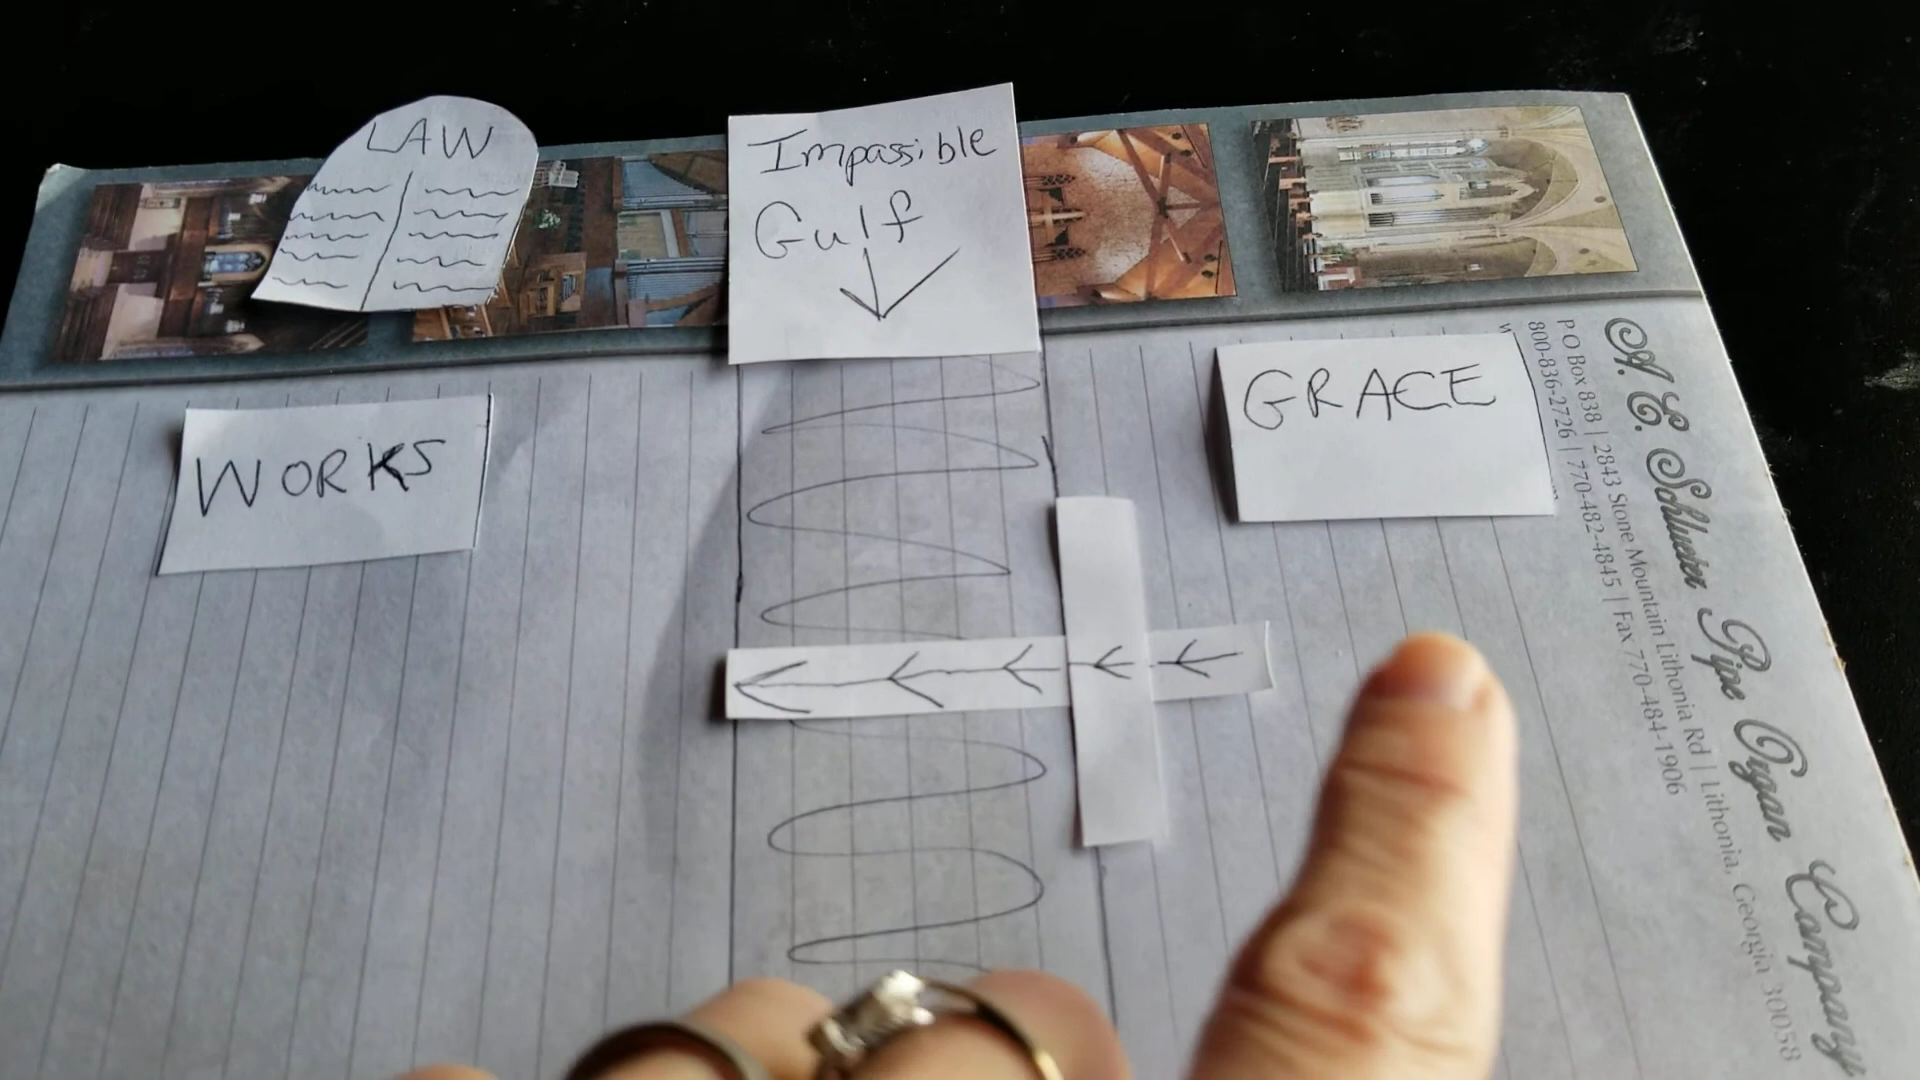 LAW
Impassible
Gulf
WORKS
GRACE
A. E. Schlueter Pipe Organ Company
P O Box 838 | 2843 Stone Mountain Lithonia Rd | Lithonia, Georgia 30058
800-836-2726 | 770-482-4845 | Fax 770-484-1906